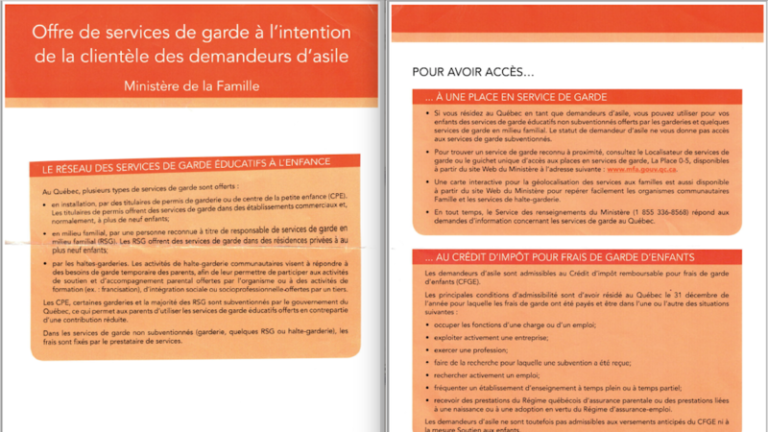 Offre de services de garde à l'intention
de la clientèle des demandeurs d'asile
Ministère de la Famille
LE RÉSEAU DES SERVICES DE GARDE ÉDUCATIFS À L'ENFANCE
Au Québec, plusieurs types de services de garde sont offerts :
• en installation, par des titulaires de permis de garderie ou de centre de la petite enfance (CPE).
Les titulaires de permis offrent des services de garde dans des établissements commerciaux et,
normalement, à plus de neuf enfants;
• en milieu familial, par une personne reconnue à titre de responsable de services de garde en
milieu familial (RSG). Les RSG offrent des services de garde dans des résidences privées à au
plus neuf enfants;
• par les haltes-garderies. Les activités de halte-garderie communautaires visent à répondre à
des besoins de garde temporaire des parents, afin de leur permettre de participer aux activités
de soutien et d'accompagnement parental offertes par l'organisme ou à des activités de
formation (ex. : francisation), d'intégration sociale ou socioprofessionnelle-offertes par un tiers.
Les CPE, certaines garderies et la majorité des RSG sont subventionnés par le gouvernement du
Québec, ce qui permet aux parents d'utiliser les services de garde éducatifs offerts en contrepartie
d'une contribution réduite.
Dans les services de garde non subventionnés (garderie, quelques RSG ou halte-garderie), les
frais sont fixés par le prestataire de services.
POUR AVOIR ACCÈS...
... À UNE PLACE EN SERVICE DE GARDE
• Si vous résidez au Québec en tant que demandeurs d'asile, vous pouvez utiliser pour vos
enfants des services de garde éducatifs non subventionnés offerts par les garderies et quelques
services de garde en milieu familial. Le statut de demandeur d'asile ne vous donne pas accès
aux services de garde subventionnés.
• Pour trouver un service de garde reconnu à proximité, consultez le Localisateur de services de
garde ou le guichet unique d'accès aux places en services de garde, La Place 0-5, disponibles
à partir du site Web du Ministère à l'adresse suivante : www.mfa.gouv.qc.ca.
• Une carte interactive pour la géolocalisation des services aux familles est aussi disponible
à partir du site Web du Ministère pour repérer facilement les organismes communautaires
Famille et les services de halte-garderie.
• En tout temps, le Service des renseignements du Ministère (1 855 336-8568) répond aux
demandes d'information concernant les services de garde au Québec.
... AU CRÉDIT D'IMPÔT POUR FRAIS DE GARDE D'ENFANTS
Les demandeurs d'asile sont admissibles au Crédit d'impôt remboursable pour frais de garde
d'enfants (CFGE).
Les principales conditions d'admissibilité sont d'avoir résidé au Québec le 31 décembre de
l'année pour laquelle les frais de garde ont été payés et être dans l'une ou l'autre des situations
suivantes :
• occuper les fonctions d'une charge ou d'un emploi;
• exploiter activement une entreprise;
• exercer une profession;
• faire de la recherche pour laquelle une subvention a été reçue;
• rechercher activement un emploi;
• fréquenter un établissement d'enseignement à temps plein ou à temps partiel;
• recevoir des prestations du Régime québécois d'assurance parentale ou des prestations liées
à une naissance ou à une adoption en vertu du Régime d'assurance-emploi.
Les demandeurs d'asile ne sont toutefois pas admissibles aux versements anticipés du CFGE ni à
la mesure Soutien aux enfants.